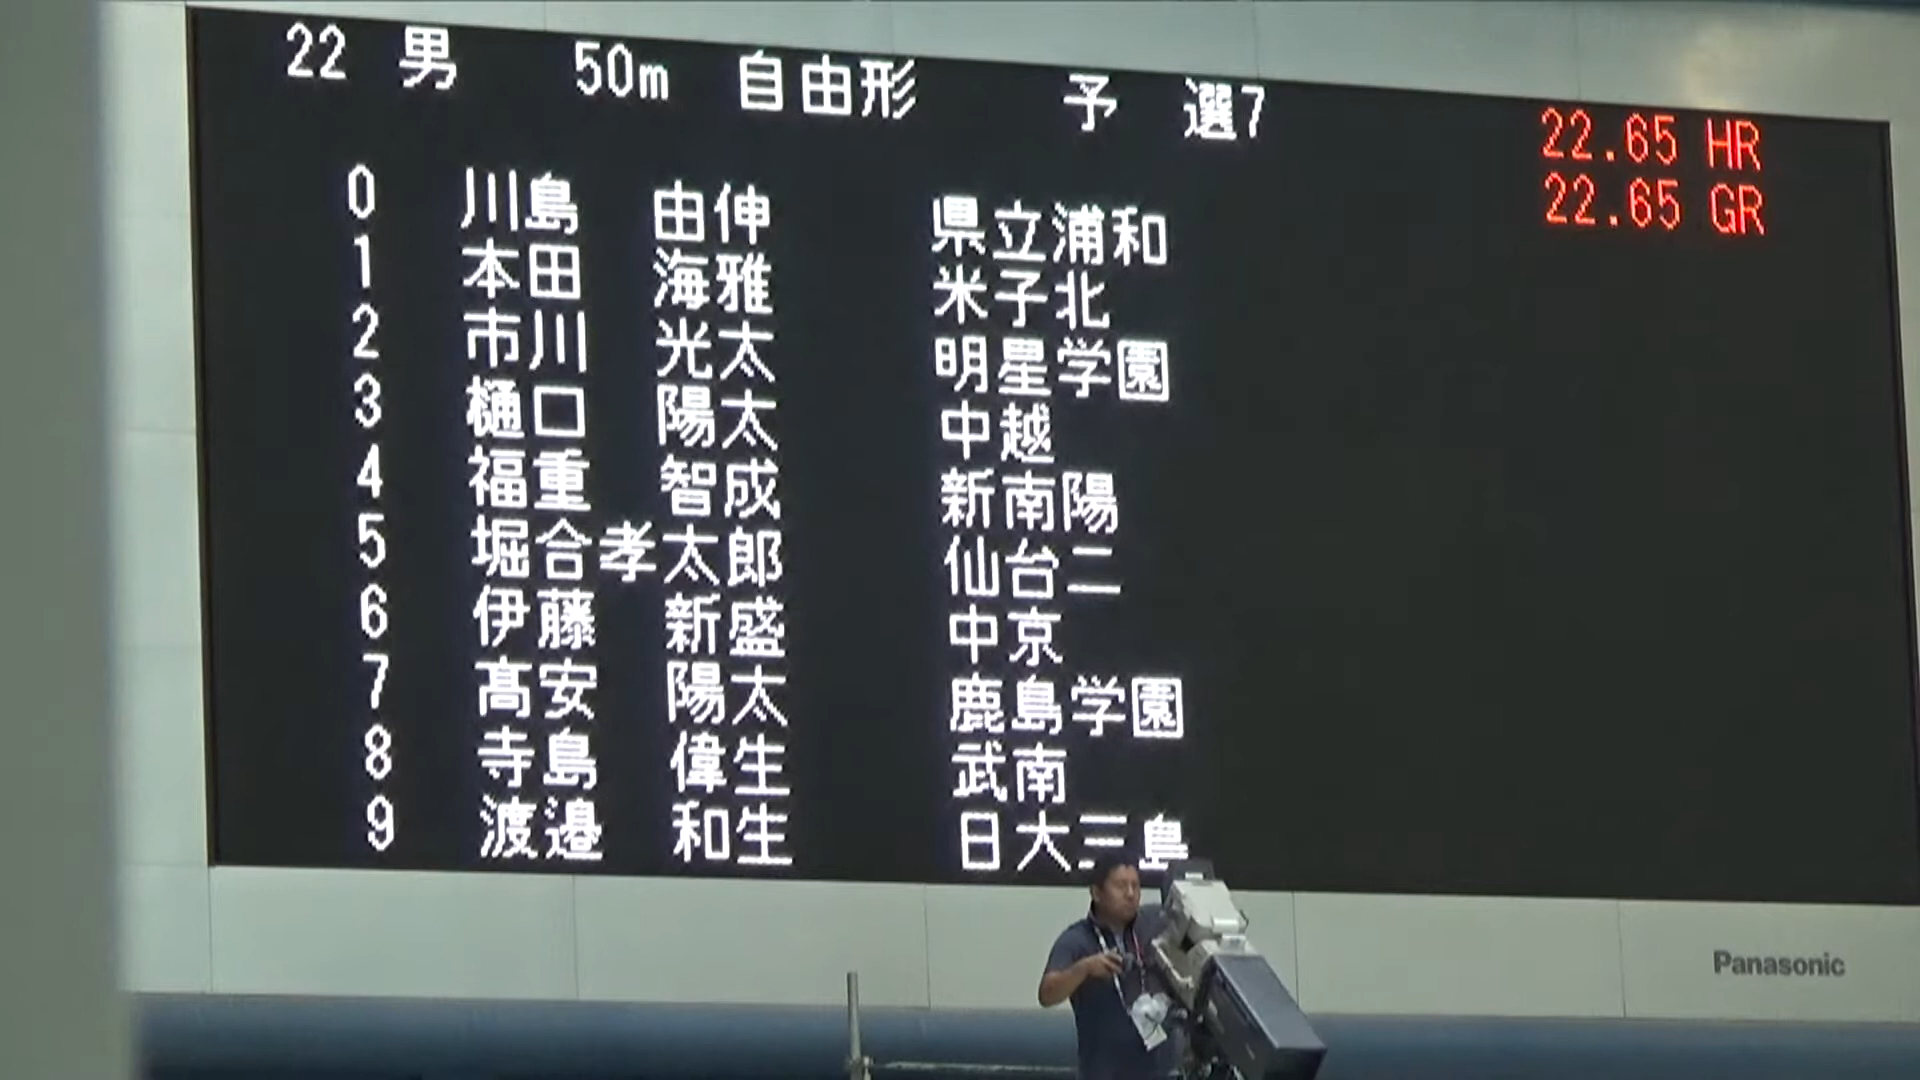 22 男 50m 自由形 予 選7
22.65 HR
22.65 GR
0 川島 由伸 県立浦和
1 本田 海雅 米子北
2 市川 光太 明星学園
3 樋口 陽太 中越
4 福重 智成 新南陽
5 堀合孝太郎 仙台二
6 伊藤 新盛 中京
7 髙安 陽太 鹿島学園
8 寺島 偉生 武南
9 渡邉 和生 日大三島
Panasonic